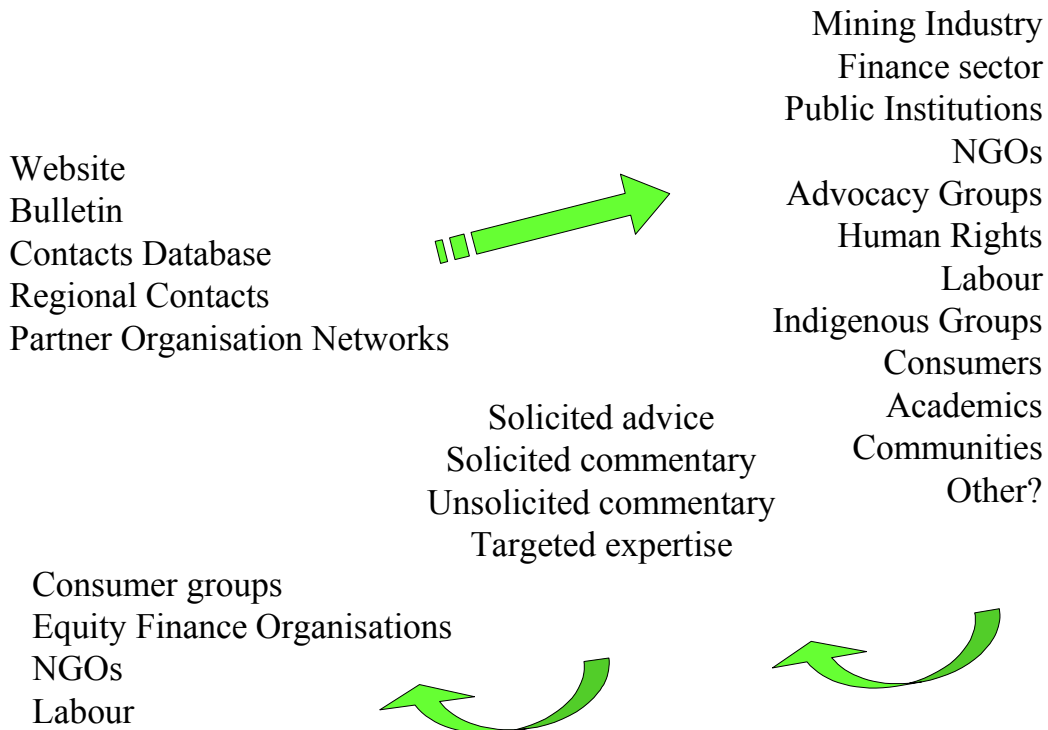 Website
Bulletin
Contacts Database
Regional Contacts
Partner Organisation Networks
Mining Industry
Finance sector
Public Institutions
NGOs
Advocacy Groups
Human Rights
Labour
Indigenous Groups
Consumers
Academics
Communities
Other?
Solicited advice
Solicited commentary
Unsolicited commentary
Targeted expertise
Consumer groups
Equity Finance Organisations
NGOs
Labour